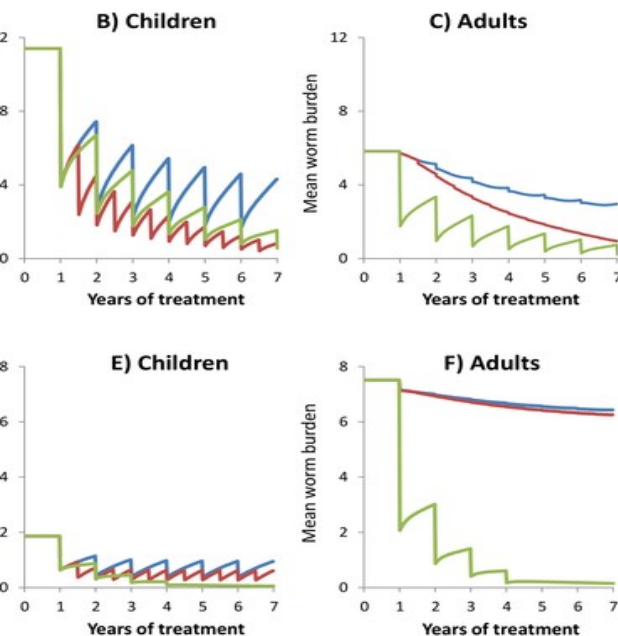 B) Children
2
8
4
0
0 1 2 3 4 5 6 7
Years of treatment
C) Adults
Mean worm burden
12
8
4
0
0 1 2 3 4 5 6 7
Years of treatment
E) Children
8
6
4
2
0
0 1 2 3 4 5 6 7
Years of treatment
F) Adults
Mean worm burden
8
6
4
2
0
0 1 2 3 4 5 6 7
Years of treatment